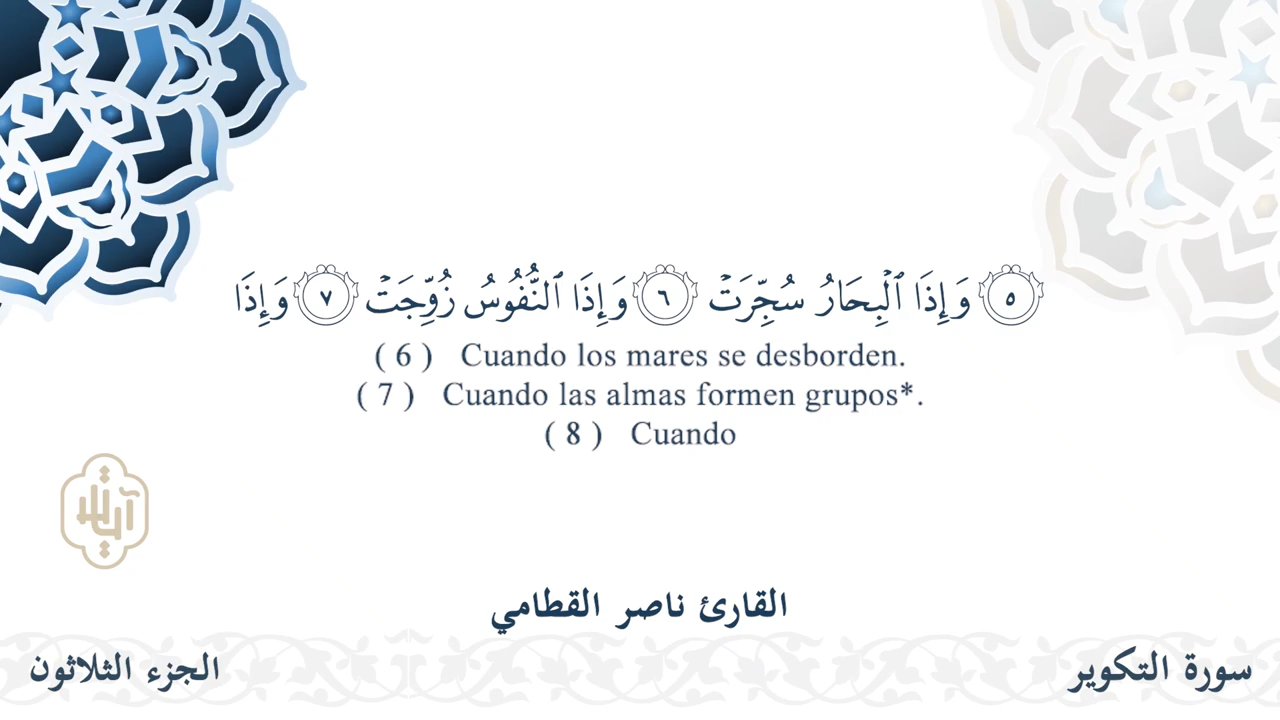 ٥ وَإِذَا ٱلْبِحَارُ سُجِّرَتْ ٦ وَإِذَا ٱلنُّفُوسُ زُوِّجَتْ ٧ وَإِذَا
( 6 ) Cuando los mares se desborden.
( 7 ) Cuando las almas formen grupos*.
( 8 ) Cuando
القارئ ناصر القطامي
سورة التكوير
الجزء الثلاثون